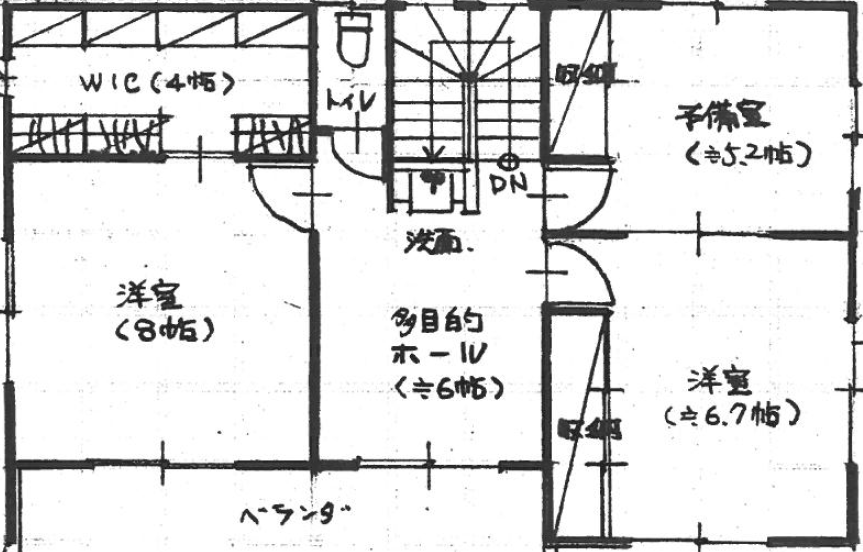 WIC(4帖)
トイレ
収納
予備室
(≒5.2帖)
DN
洗面
洋室
(8帖)
多目的
ホール
(≒6帖)
洋室
(≒6.7帖)
収納
ベランダ